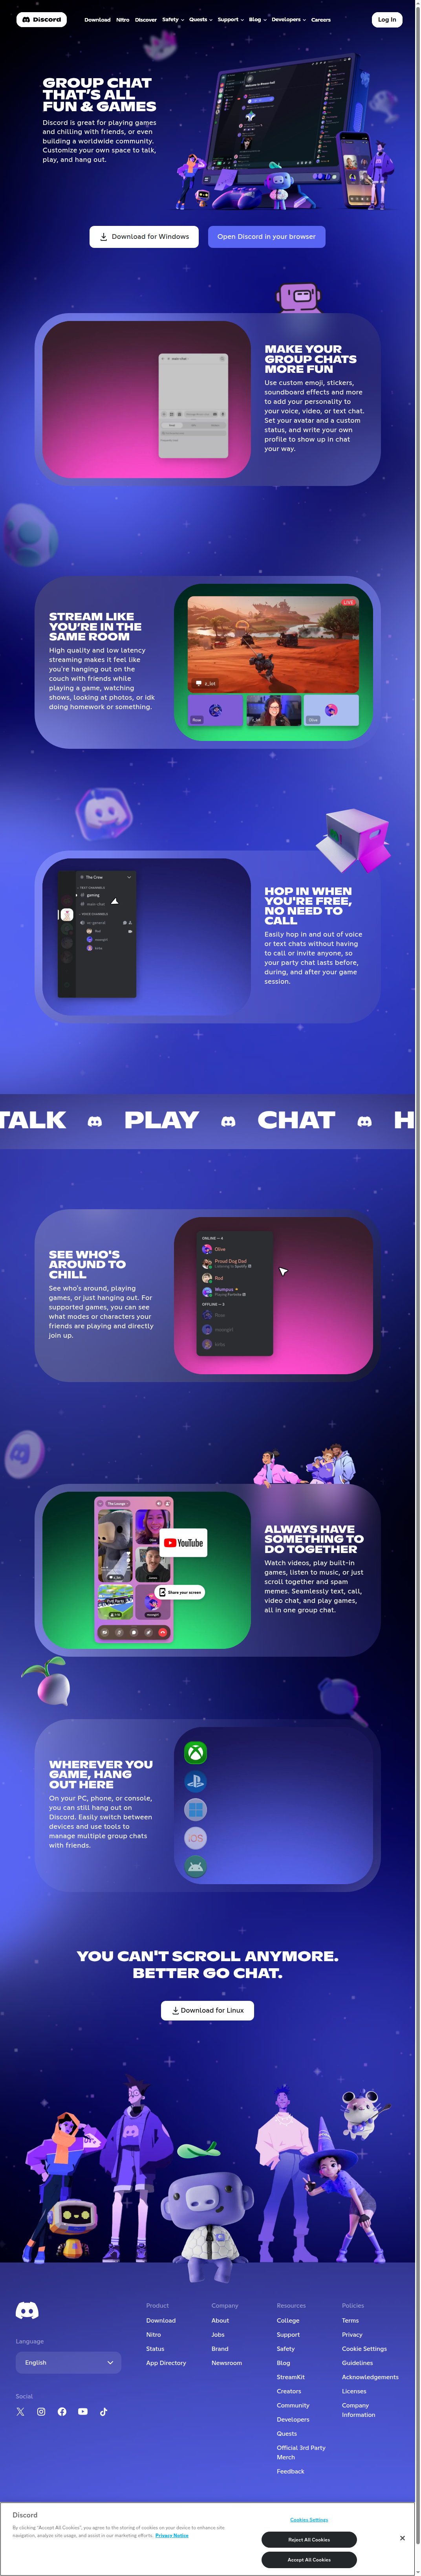 Discord
Download Nitro Discover Safety Quests Support Blog Developers Careers
Log In
GROUP CHAT
THAT'S ALL
FUN & GAMES
Discord is great for playing games
and chilling with friends, or even
building a worldwide community.
Customize your own space to talk,
play, and hang out.
Download for Windows
Open Discord in your browser
MAKE YOUR
GROUP CHATS
MORE FUN
Use custom emoji, stickers,
soundboard effects and more
to add your personality to
your voice, video, or text chat.
Set your avatar and a custom
status, and write your own
profile to show up in chat
your way.
STREAM LIKE
YOU'RE IN THE
SAME ROOM
High quality and low latency
streaming makes it feel like
you're hanging out on the
couch with friends while
playing a game, watching
shows, looking at photos, or idk
doing homework or something.
LIVE
HOP IN WHEN
YOU'RE FREE,
NO NEED TO
CALL
Easily hop in and out of voice
or text chats without having
to call or invite anyone, so
your party chat lasts before,
during, and after your game
session.
The Crew
TEXT CHANNELS
gaming
main-chat
VOICE CHANNELS
Red
TALK PLAY CHAT H
SEE WHO'S
AROUND TO
CHILL
See who's around, playing
games, or just hanging out. For
supported games, you can see
what modes or characters your
friends are playing and directly
join up.
ONLINE — 4
Olive
Proud Dog Dad
Listening to Spotify
Red
Mumpus
Playing Fortnite
OFFLINE — 3
The Lounge
YouTube
Share your screen
ALWAYS HAVE
SOMETHING TO
DO TOGETHER
Watch videos, play built-in
games, listen to music, or just
scroll together and spam
memes. Seamlessly text, call,
video chat, and play games,
all in one group chat.
WHEREVER YOU
GAME, HANG
OUT HERE
On your PC, phone, or console,
you can still hang out on
Discord. Easily switch between
devices and use tools to
manage multiple group chats
with friends.
iOS
YOU CAN'T SCROLL ANYMORE.
BETTER GO CHAT.
Download for Linux
Language
English
Social
Product
Download
Nitro
Status
App Directory
Company
About
Jobs
Brand
Newsroom
Resources
College
Support
Safety
Blog
StreamKit
Creators
Community
Developers
Quests
Official 3rd Party
Merch
Feedback
Policies
Terms
Privacy
Cookie Settings
Guidelines
Acknowledgements
Licenses
Company
Information
Discord
By clicking "Accept All Cookies", you agree to the storing of cookies on your device to enhance site
navigation, analyze site usage, and assist in our marketing efforts. Privacy Notice
Cookies Settings
Reject All Cookies
Accept All Cookies